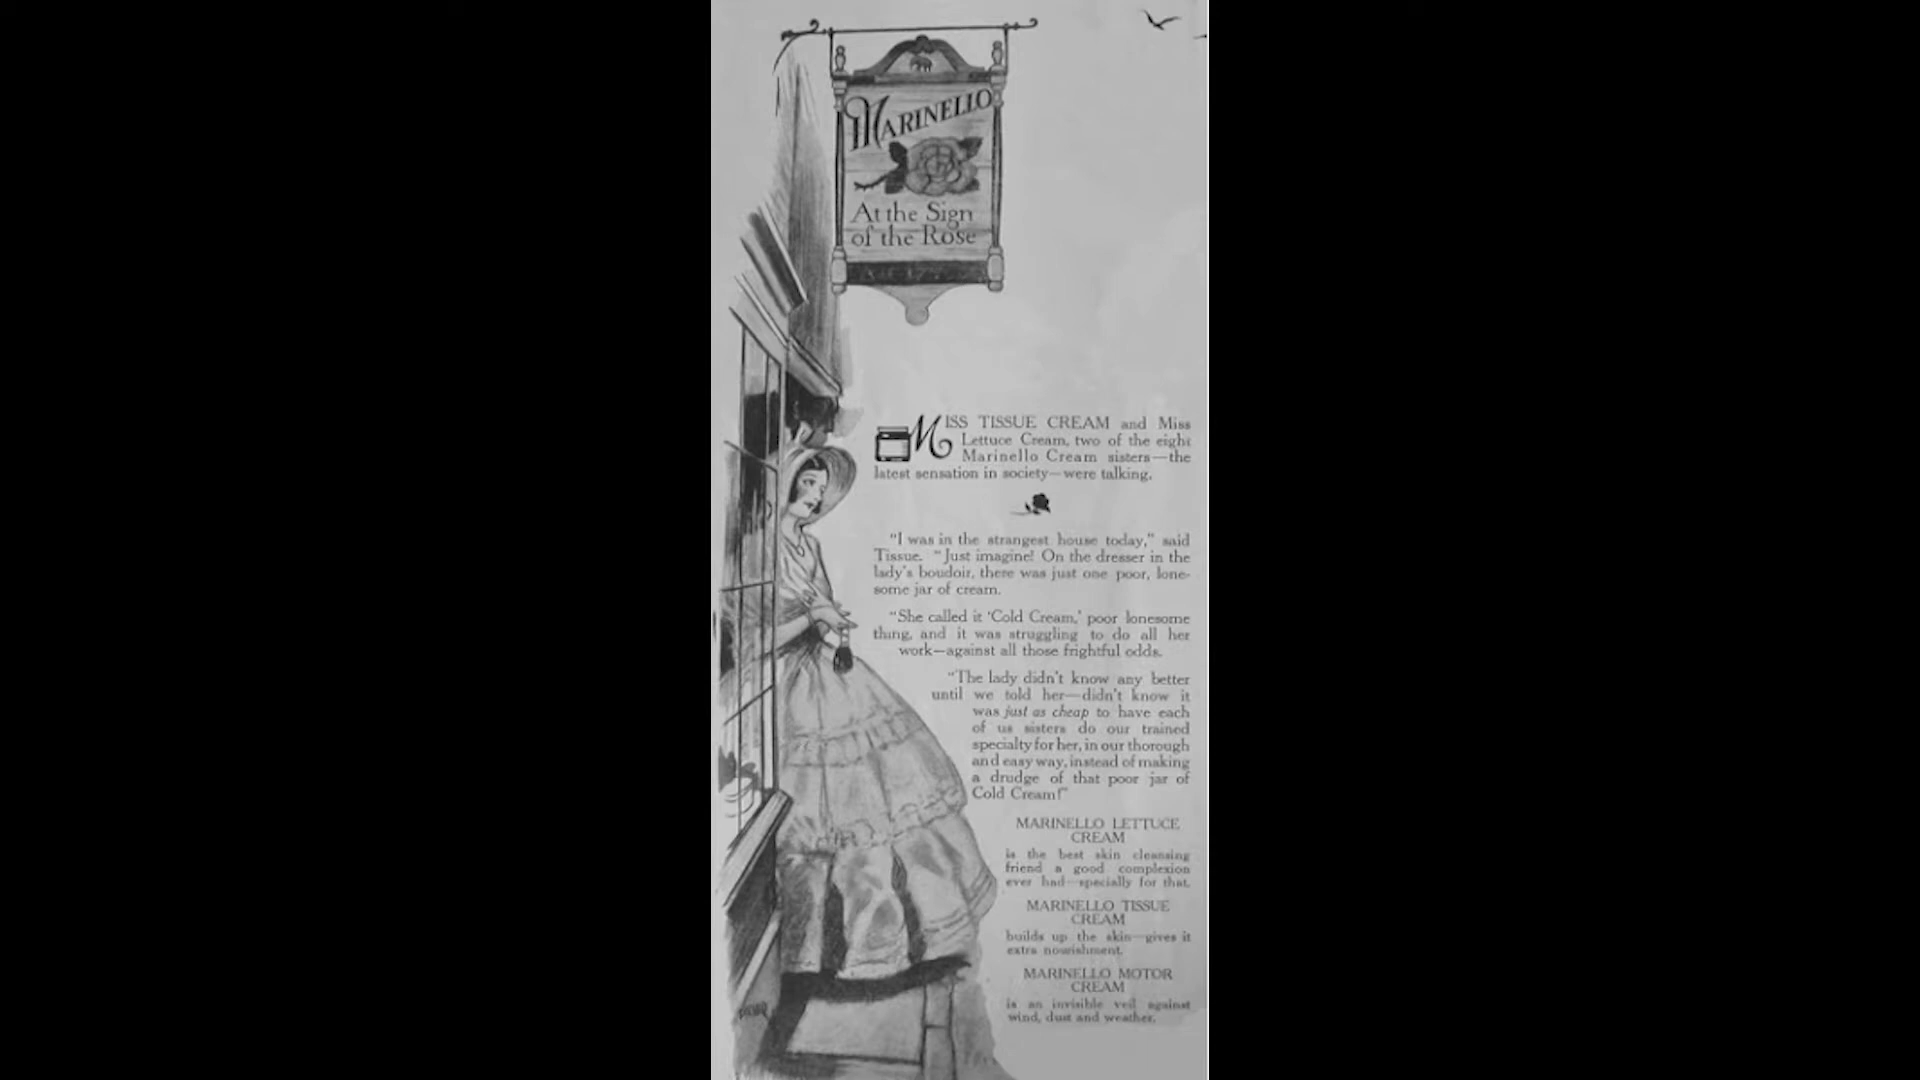 MARINELLO
At the Sign
of the Rose
MISS TISSUE CREAM and Miss
Lettuce Cream, two of the eight
Marinello Cream sisters—the
latest sensation in society—were talking.
"I was in the strangest house today," said
Tissue. "Just imagine! On the dresser in the
lady's boudoir, there was just one poor, lone-
some jar of cream.
"She called it 'Cold Cream,' poor lonesome
thing, and it was struggling to do all her
work—against all those frightful odds.
"The lady didn't know any better
until we told her—didn't know it
was just as cheap to have each
of us sisters do our trained
specialty for her, in our thorough
and easy way, instead of making
a drudge of that poor jar of
Cold Cream!"
MARINELLO LETTUCE
CREAM
is the best skin cleansing
friend a good complexion
ever had—specially for that.
MARINELLO TISSUE
CREAM
builds up the skin—gives it
extra nourishment.
MARINELLO MOTOR
CREAM
is an invisible veil against
wind, dust and weather.